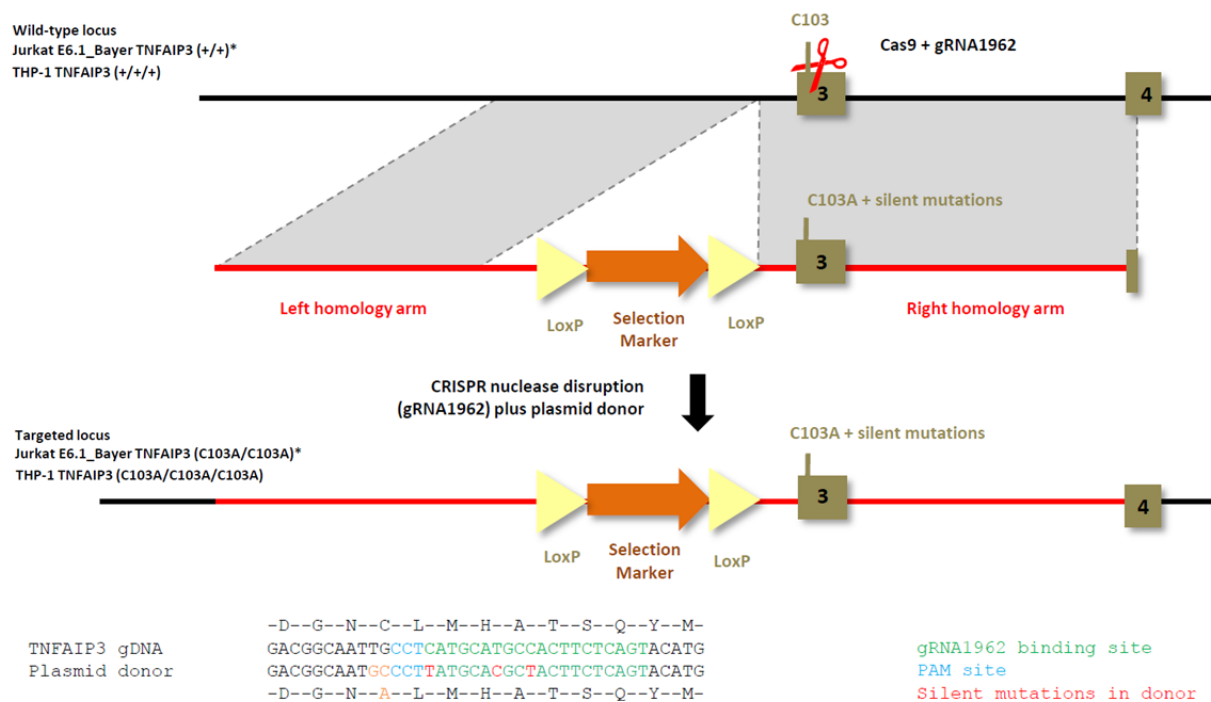 Wild-type locus
Jurkat E6.1_Bayer TNFAIP3 (+/+)*
THP-1 TNFAIP3 (+/+/+)
C103
Cas9 + gRNA1962
3
4
C103A + silent mutations
3
Left homology arm
LoxP
Selection
Marker
LoxP
Right homology arm
CRISPR nuclease disruption
(gRNA1962) plus plasmid donor
Targeted locus
Jurkat E6.1_Bayer TNFAIP3 (C103A/C103A)*
THP-1 TNFAIP3 (C103A/C103A/C103A)
C103A + silent mutations
3
4
LoxP
Selection
Marker
LoxP
-D--G--N--C--L--M--H--A--T--S--Q--Y--M-
TNFAIP3 gDNA GACGGCAATTGCCTCATGCATGCCACTTCTCAGTACATG gRNA1962 binding site
Plasmid donor GACGGCAATGCCCTTATGCACGCTACTTCTCAGTACATG PAM site
-D--G--N--A--L--M--H--A--T--S--Q--Y--M- Silent mutations in donor